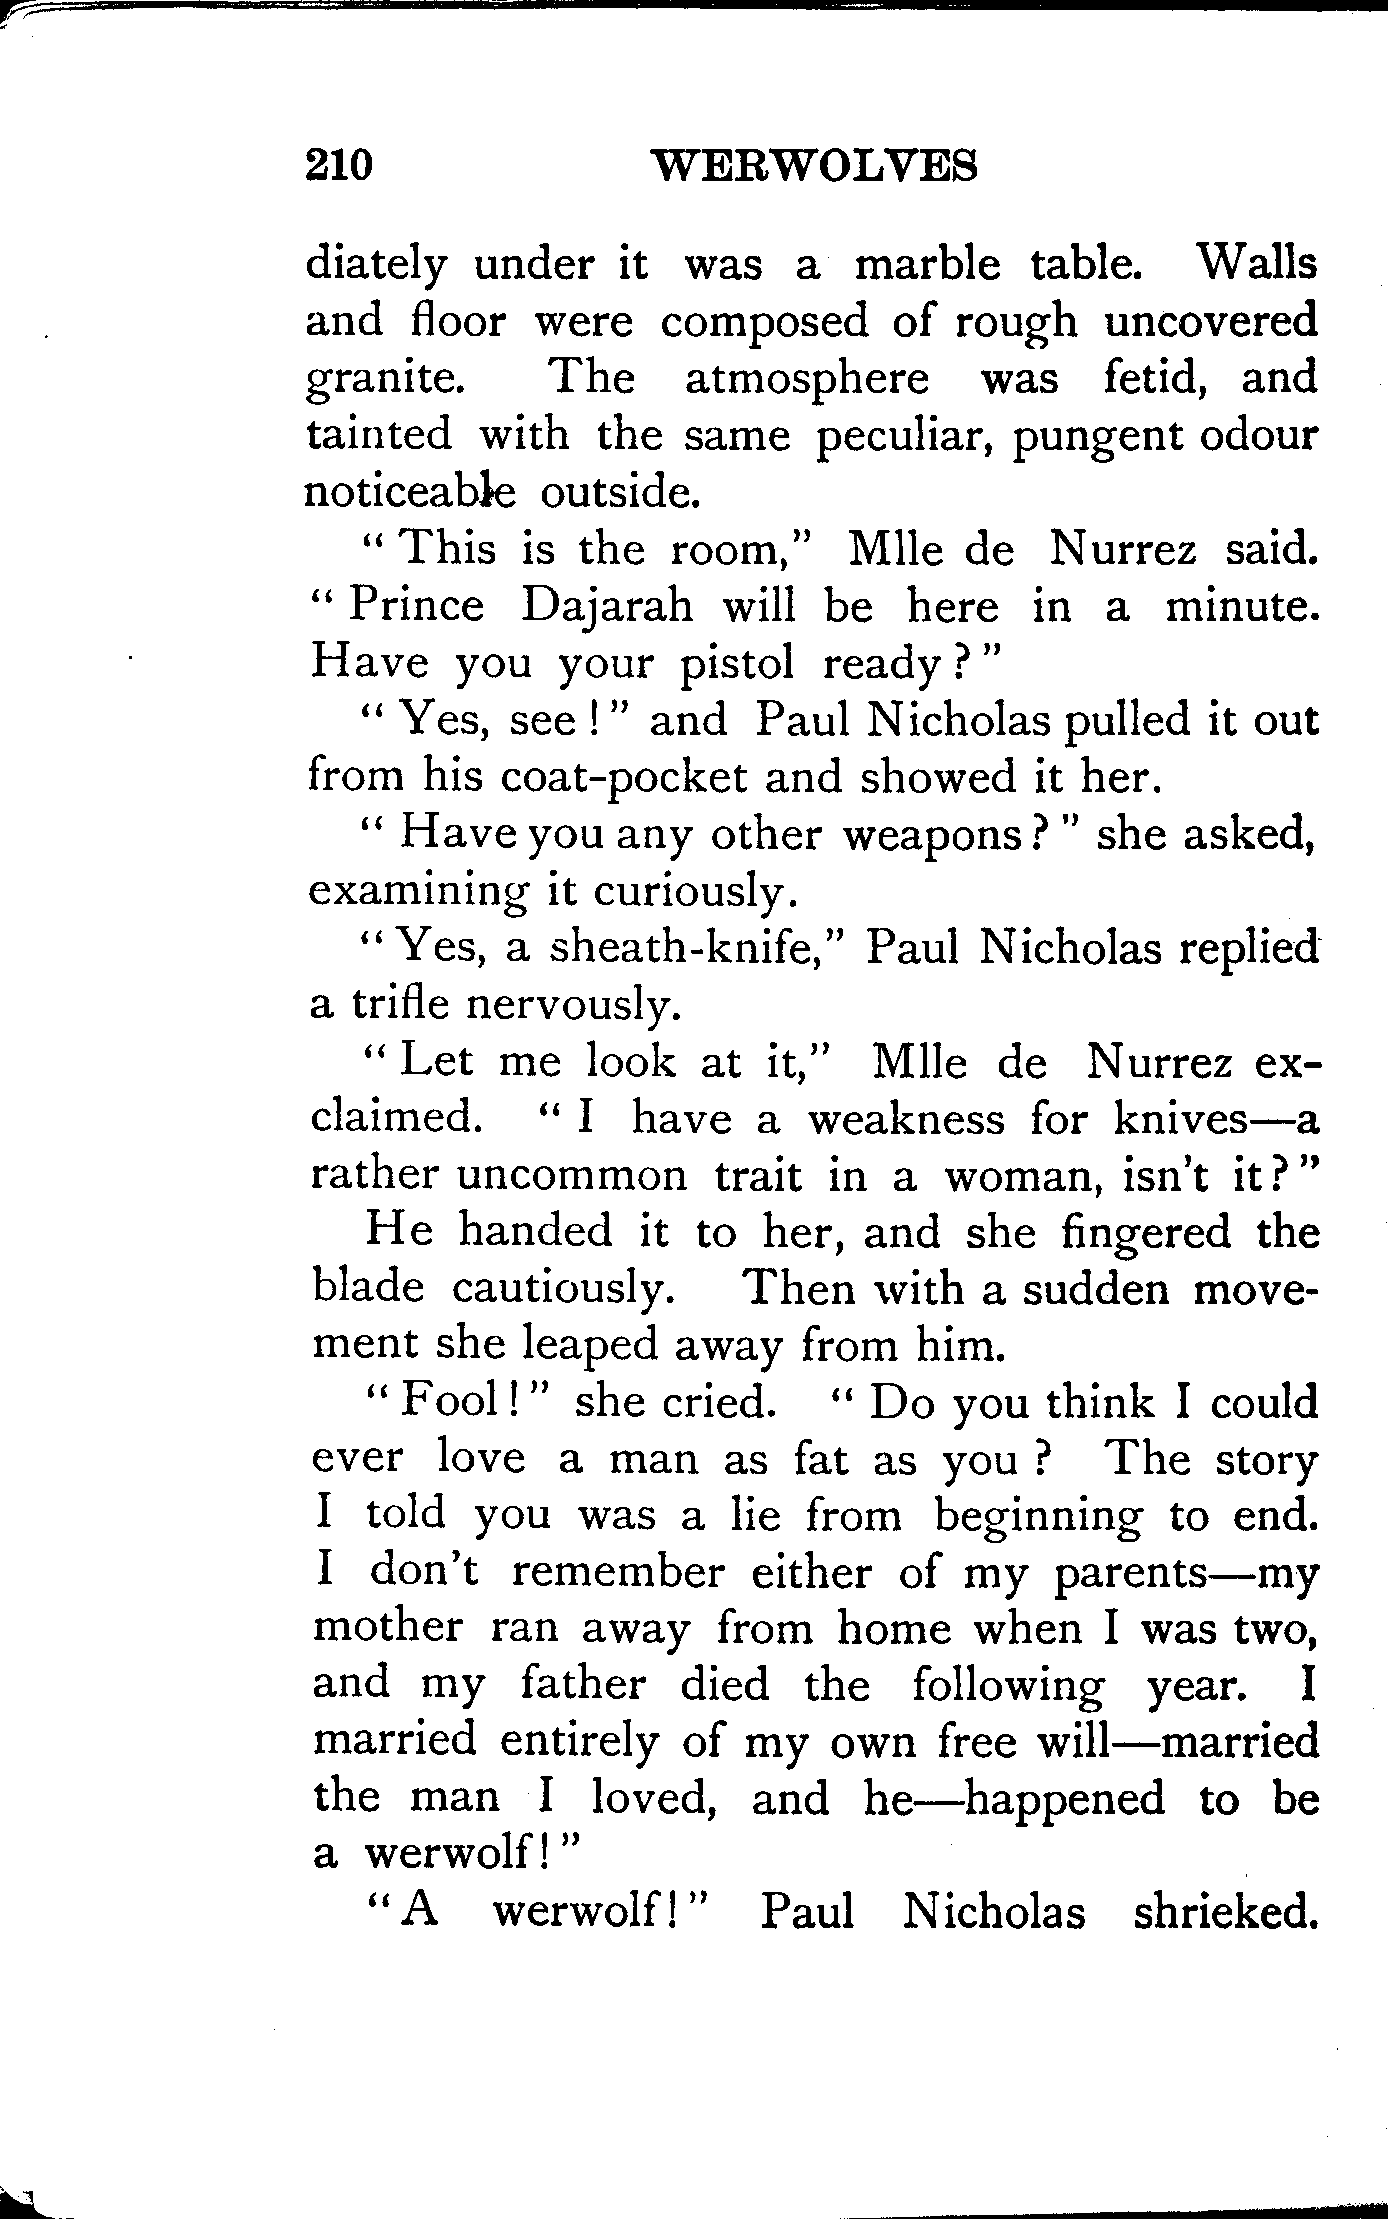 210 WERWOLVES
diately under it was a marble table. Walls
and floor were composed of rough uncovered
granite. The atmosphere was fetid, and
tainted with the same peculiar, pungent odour
noticeable outside.
“ This is the room,” Mlle de Nurrez said.
“ Prince Dajarah will be here in a minute.
Have you your pistol ready ? ”
“ Yes, see ! ” and Paul Nicholas pulled it out
from his coat-pocket and showed it her.
“ Have you any other weapons ? ” she asked,
examining it curiously.
“ Yes, a sheath-knife,” Paul Nicholas replied
a trifle nervously.
“ Let me look at it,” Mlle de Nurrez ex-
claimed. “ I have a weakness for knives—a
rather uncommon trait in a woman, isn't it ? ”
He handed it to her, and she fingered the
blade cautiously. Then with a sudden move-
ment she leaped away from him.
“ Fool ! ” she cried. “ Do you think I could
ever love a man as fat as you ? The story
I told you was a lie from beginning to end.
I don't remember either of my parents—my
mother ran away from home when I was two,
and my father died the following year. I
married entirely of my own free will—married
the man I loved, and he—happened to be
a werwolf ! ”
“ A werwolf ! ” Paul Nicholas shrieked.